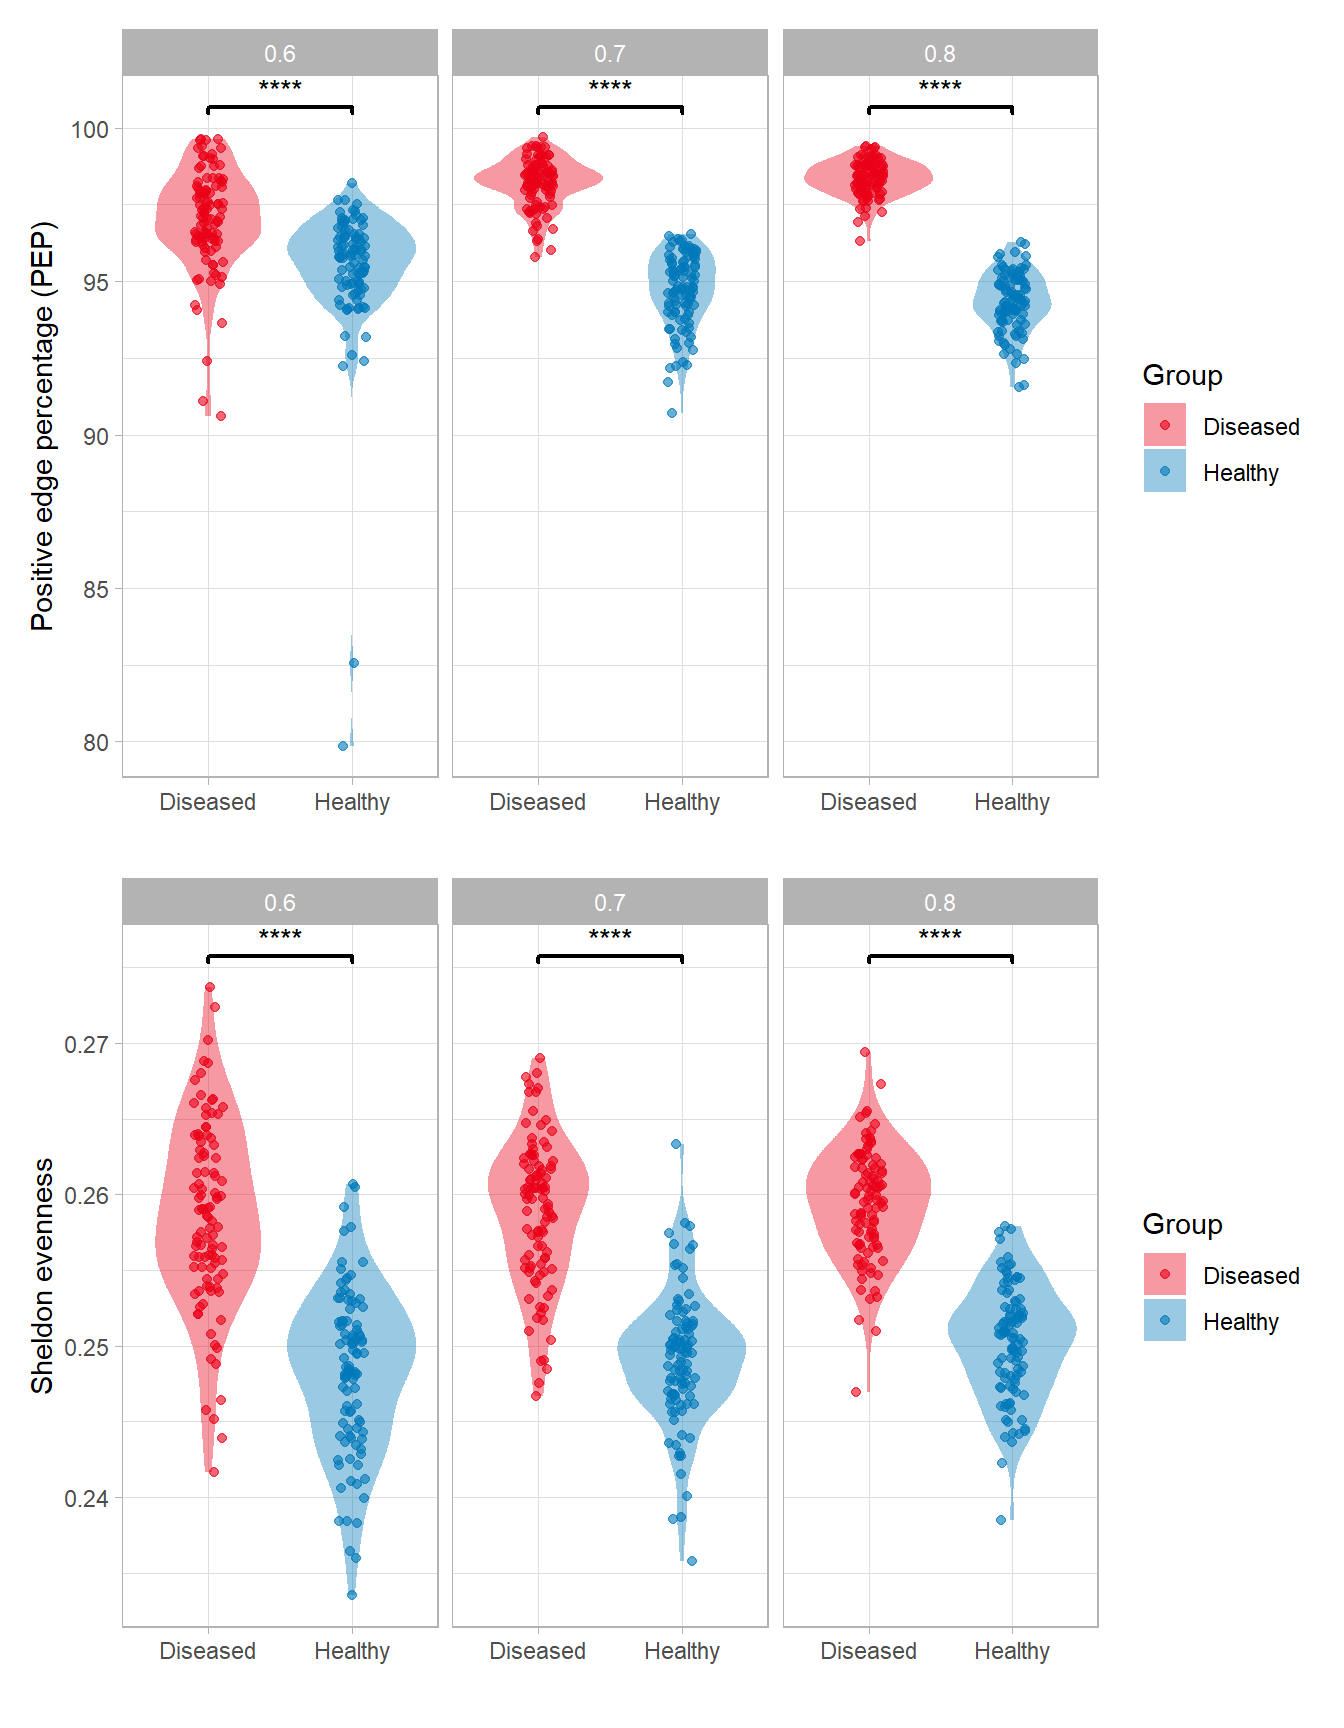 0.6 0.7 0.8
**** **** ****
Positive edge percentage (PEP)
100
95
90
85
80
Diseased Healthy Diseased Healthy Diseased Healthy
Group
Diseased
Healthy
0.6 0.7 0.8
**** **** ****
Sheldon evenness
0.27
0.26
0.25
0.24
Diseased Healthy Diseased Healthy Diseased Healthy
Group
Diseased
Healthy